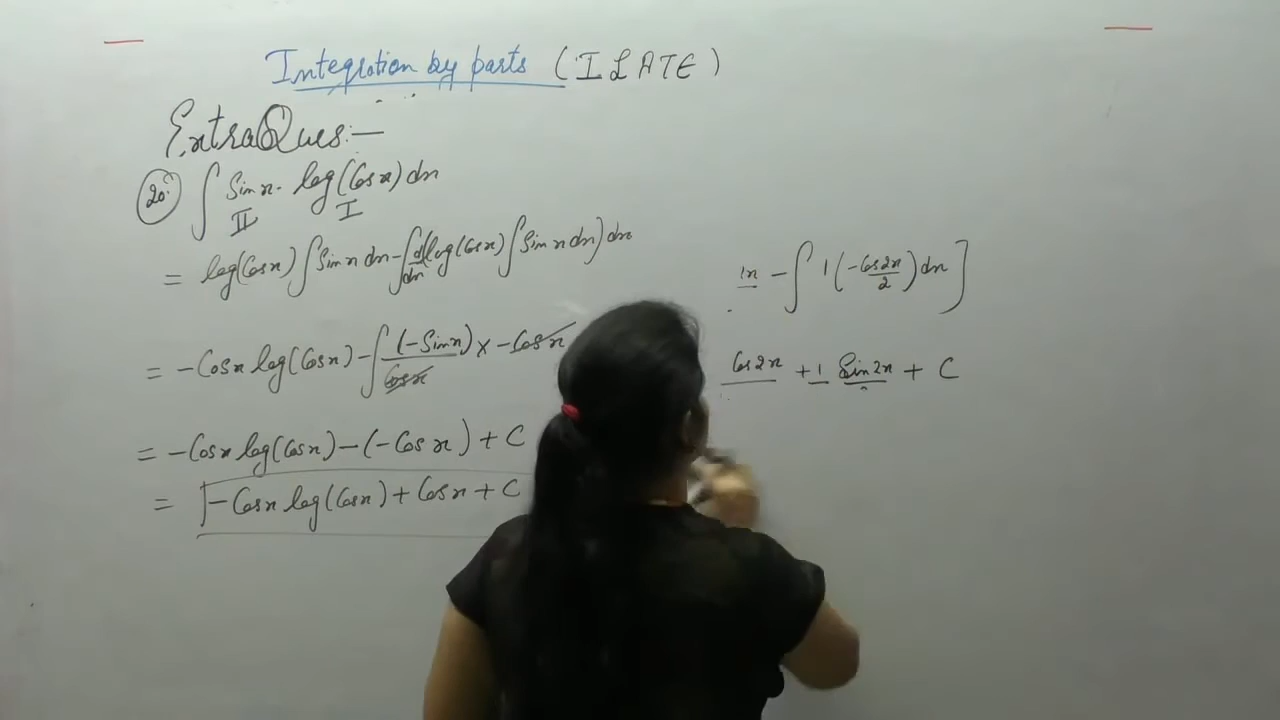 Integration by parts (ILATE)
Extra Ques:—
20: ∫ Sin x. log(Cos x) dx
II I
= log(Cos x) ∫ Sin x dx - ∫ (d/dx log(Cos x) ∫ Sin x dx) dx
= -Cos x log(Cos x) - ∫ (-Sin x)/Cos x × -Cos x
= -Cos x log(Cos x) - (-Cos x) + C
= -Cos x log(Cos x) + Cos x + C
- ∫ 1 (-Cos 2x / 2) dx ]
Cos 2x + 1 Sin 2x + C